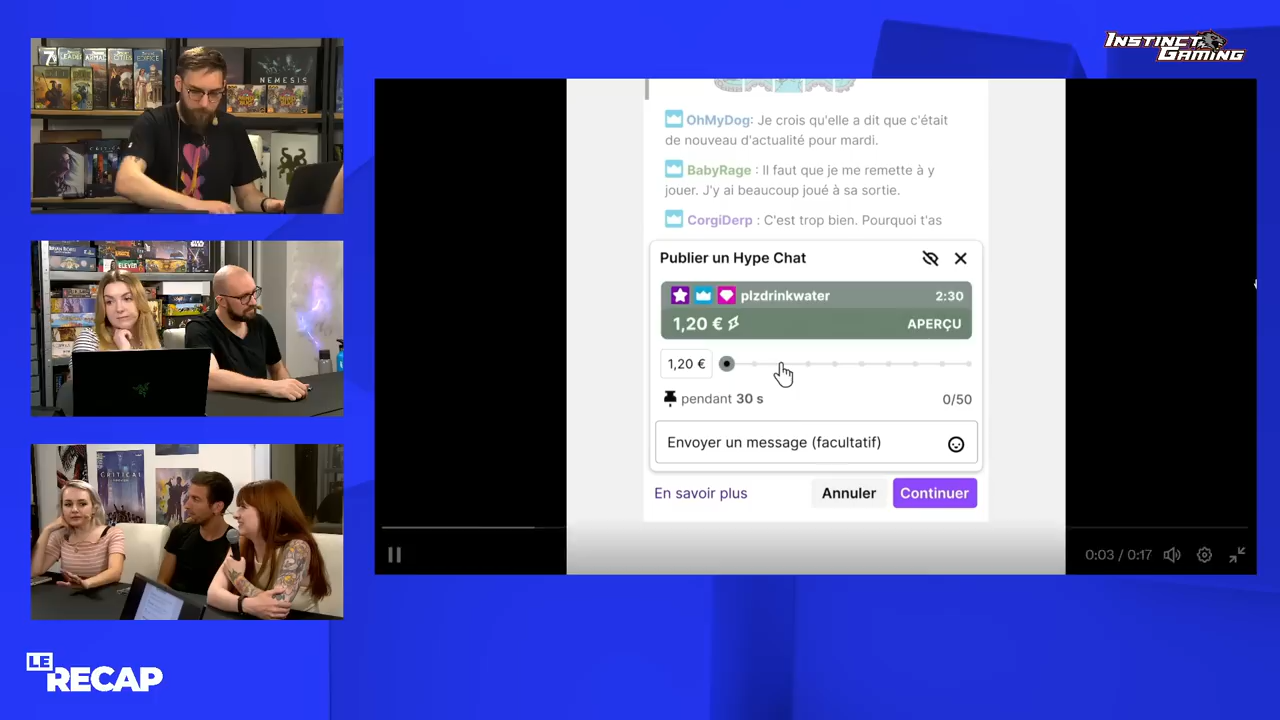 INSTINCT
GAMING
NEMESIS
CRITICAL
OhMyDog: Je crois qu'elle a dit que c'était
de nouveau d'actualité pour mardi.
BabyRage : Il faut que je me remette à y
jouer. J'y ai beaucoup joué à sa sortie.
CorgiDerp : C'est trop bien. Pourquoi t'as
Publier un Hype Chat
plzdrinkwater 2:30
1,20 € APERÇU
1,20 €
pendant 30 s 0/50
Envoyer un message (facultatif)
En savoir plus Annuler Continuer
0:03 / 0:17
LE
RECAP